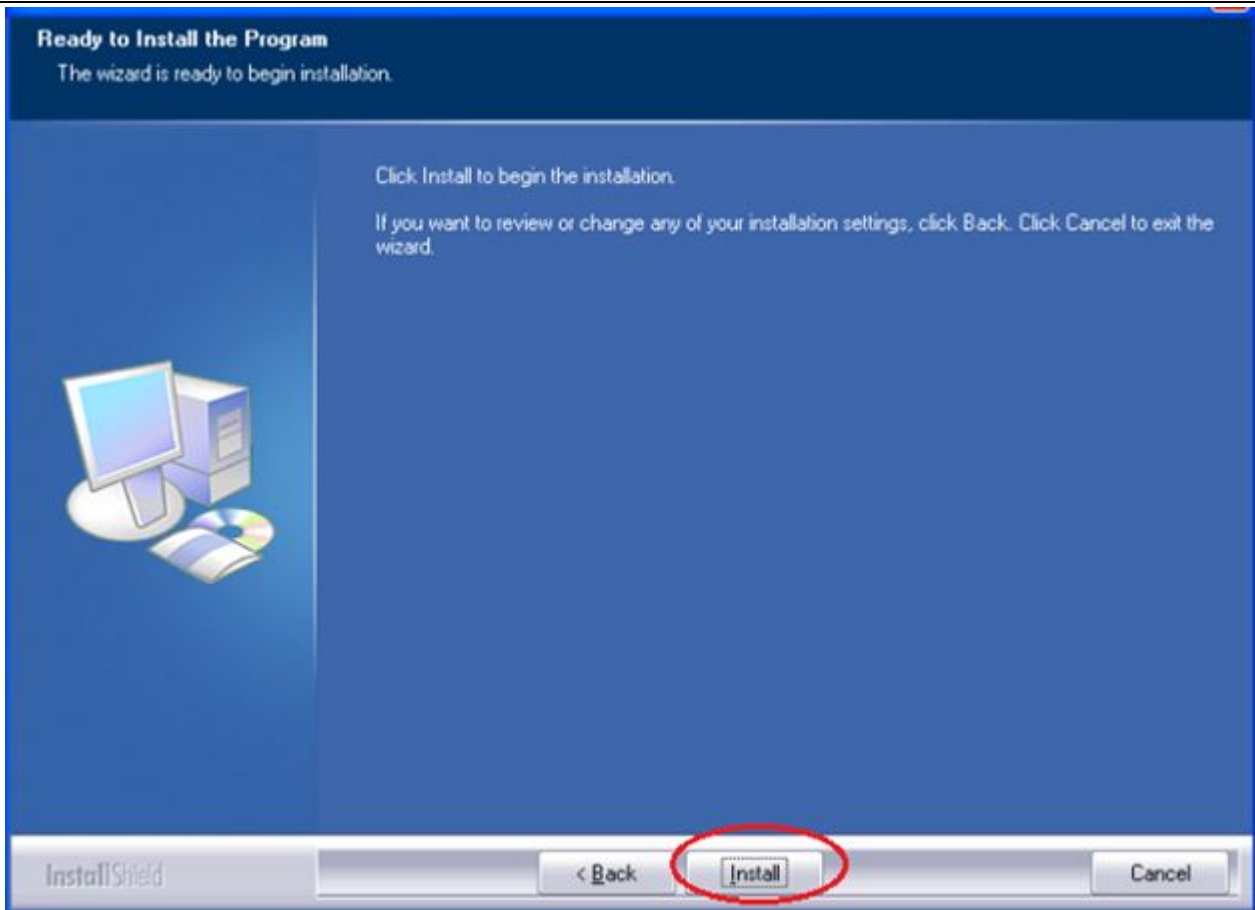 Ready to Install the Program
The wizard is ready to begin installation.
Click Install to begin the installation.
If you want to review or change any of your installation settings, click Back. Click Cancel to exit the
wizard.
InstallShield
< Back
Install
Cancel